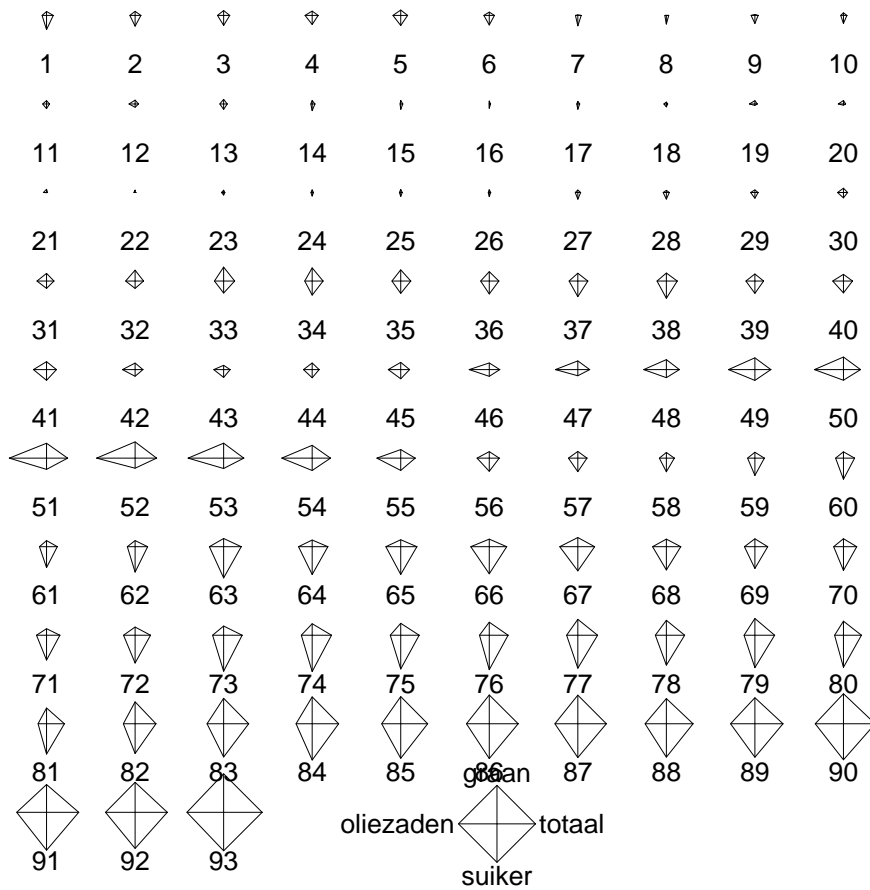 1 2 3 4 5 6 7 8 9 10
11 12 13 14 15 16 17 18 19 20
21 22 23 24 25 26 27 28 29 30
31 32 33 34 35 36 37 38 39 40
41 42 43 44 45 46 47 48 49 50
51 52 53 54 55 56 57 58 59 60
61 62 63 64 65 66 67 68 69 70
71 72 73 74 75 76 77 78 79 80
81 82 83 84 85 86 87 88 89 90
graan
oliezaden totaal
91 92 93
suiker